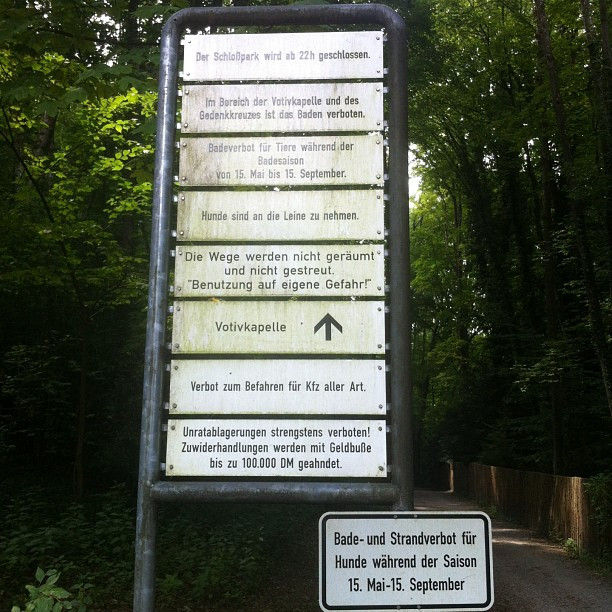 Der Schloßpark wird ab 22h geschlossen.
Im Bereich der Votivkapelle und des
Gedenkkreuzes ist das Baden verboten.
Badeverbot für Tiere während der
Badesaison
von 15. Mai bis 15. September.
Hunde sind an die Leine zu nehmen.
Die Wege werden nicht geräumt
und nicht gestreut.
"Benutzung auf eigene Gefahr!"
Votivkapelle
Verbot zum Befahren für Kfz aller Art.
Unratablagerungen strengstens verboten!
Zuwiderhandlungen werden mit Geldbuße
bis zu 100.000 DM geahndet.
Bade- und Strandverbot für
Hunde während der Saison
15. Mai-15. September